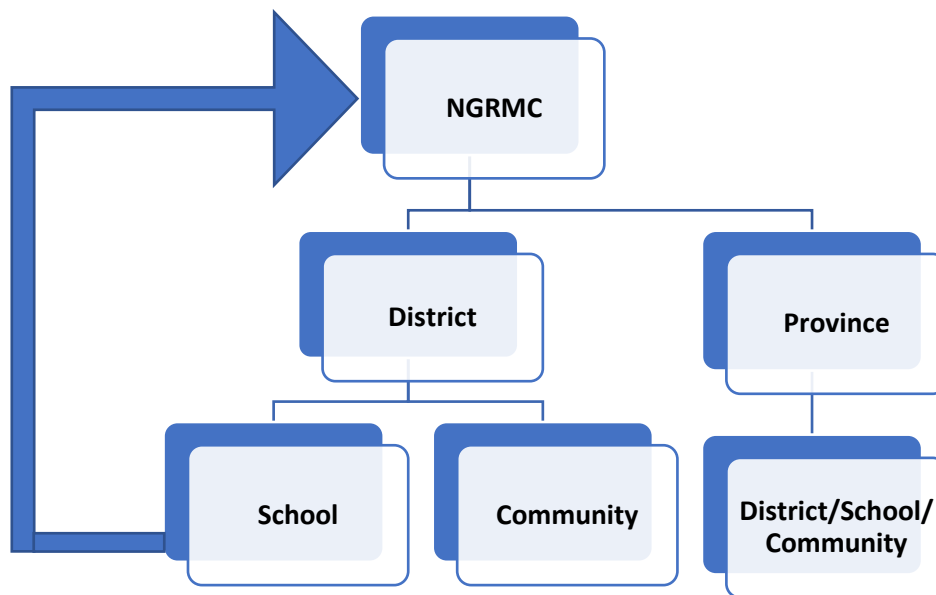 NGRMC
District
Province
School
Community
District/School/
Community